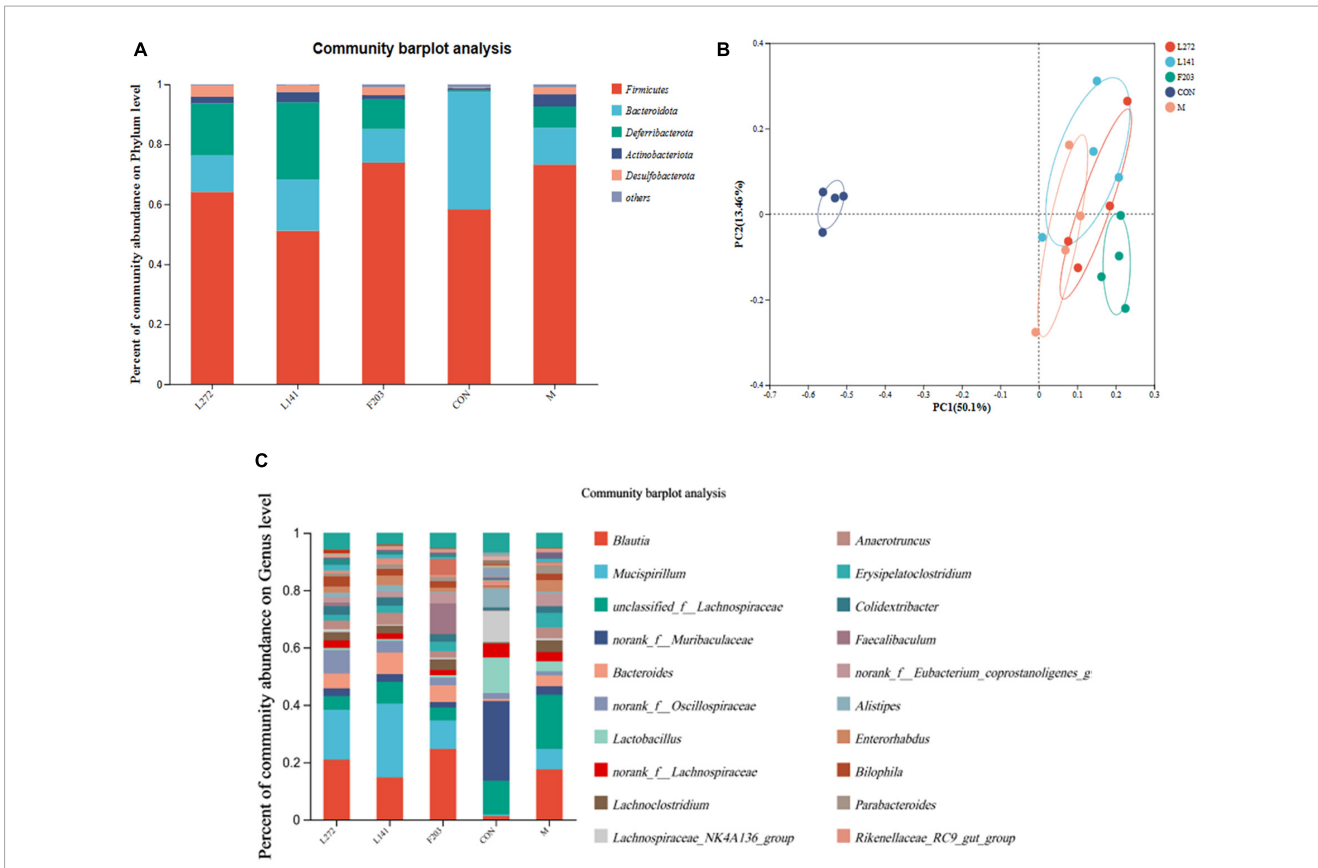 A
Community barplot analysis
Percent of community abundance on Phylum level
1
0.8
0.6
0.4
0.2
0
L272
L141
F203
CON
M
Firmicutes
Bacteroidota
Deferribacterota
Actinobacteriota
Desulfobacterota
others
B
PC2(13.46%)
0.4
0.2
0
-0.2
-0.4
-0.7
-0.6
-0.5
-0.4
-0.3
-0.2
-0.1
0
0.1
0.2
0.3
PC1(50.1%)
L272
L141
F203
CON
M
C
Community barplot analysis
Percent of community abundance on Genus level
1
0.8
0.6
0.4
0.2
0
L272
L141
F203
CON
M
Blautia
Mucispirillum
unclassified_f__Lachnospiraceae
norank_f__Muribaculaceae
Bacteroides
norank_f__Oscillospiraceae
Lactobacillus
norank_f__Lachnospiraceae
Lachnoclostridium
Lachnospiraceae_NK4A136_group
Anaerotruncus
Erysipelatoclostridium
Colidextribacter
Faecalibaculum
norank_f__Eubacterium_coprostanoligenes_g
Alistipes
Enterorhabdus
Bilophila
Parabacteroides
Rikenellaceae_RC9_gut_group